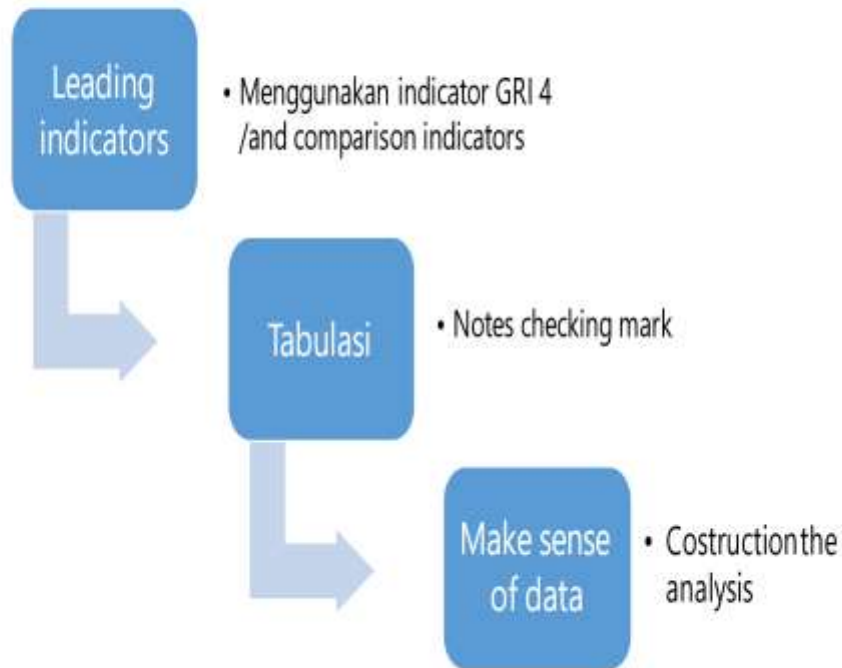 Leading
indicators
• Menggunakan indicator GRI 4
/and comparison indicators
Tabulasi
• Notes checking mark
Make sense
of data
• Costruction the
analysis